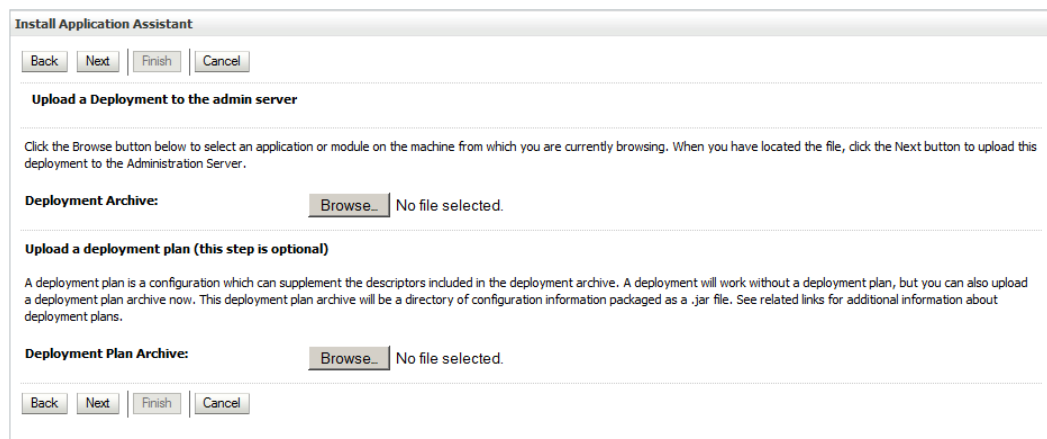 Install Application Assistant
Back Next Finish Cancel
Upload a Deployment to the admin server
Click the Browse button below to select an application or module on the machine from which you are currently browsing. When you have located the file, click the Next button to upload this
deployment to the Administration Server.
Deployment Archive: Browse... No file selected.
Upload a deployment plan (this step is optional)
A deployment plan is a configuration which can supplement the descriptors included in the deployment archive. A deployment will work without a deployment plan, but you can also upload
a deployment plan archive now. This deployment plan archive will be a directory of configuration information packaged as a .jar file. See related links for additional information about
deployment plans.
Deployment Plan Archive: Browse... No file selected.
Back Next Finish Cancel